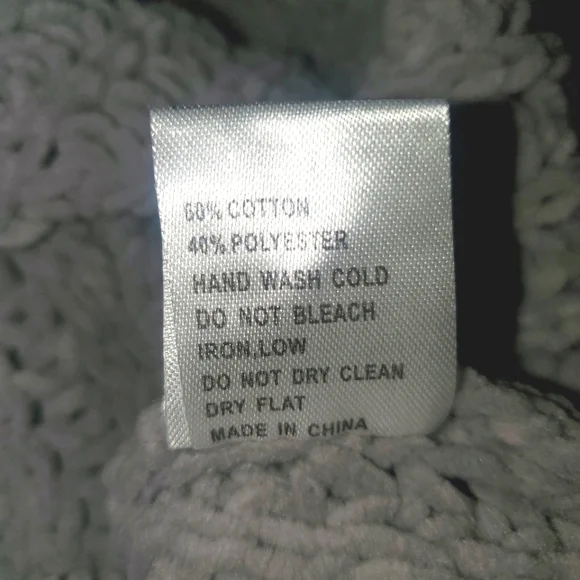 60% COTTON
40% POLYESTER
HAND WASH COLD
DO NOT BLEACH
IRON.LOW
DO NOT DRY CLEAN
DRY FLAT
MADE IN CHINA